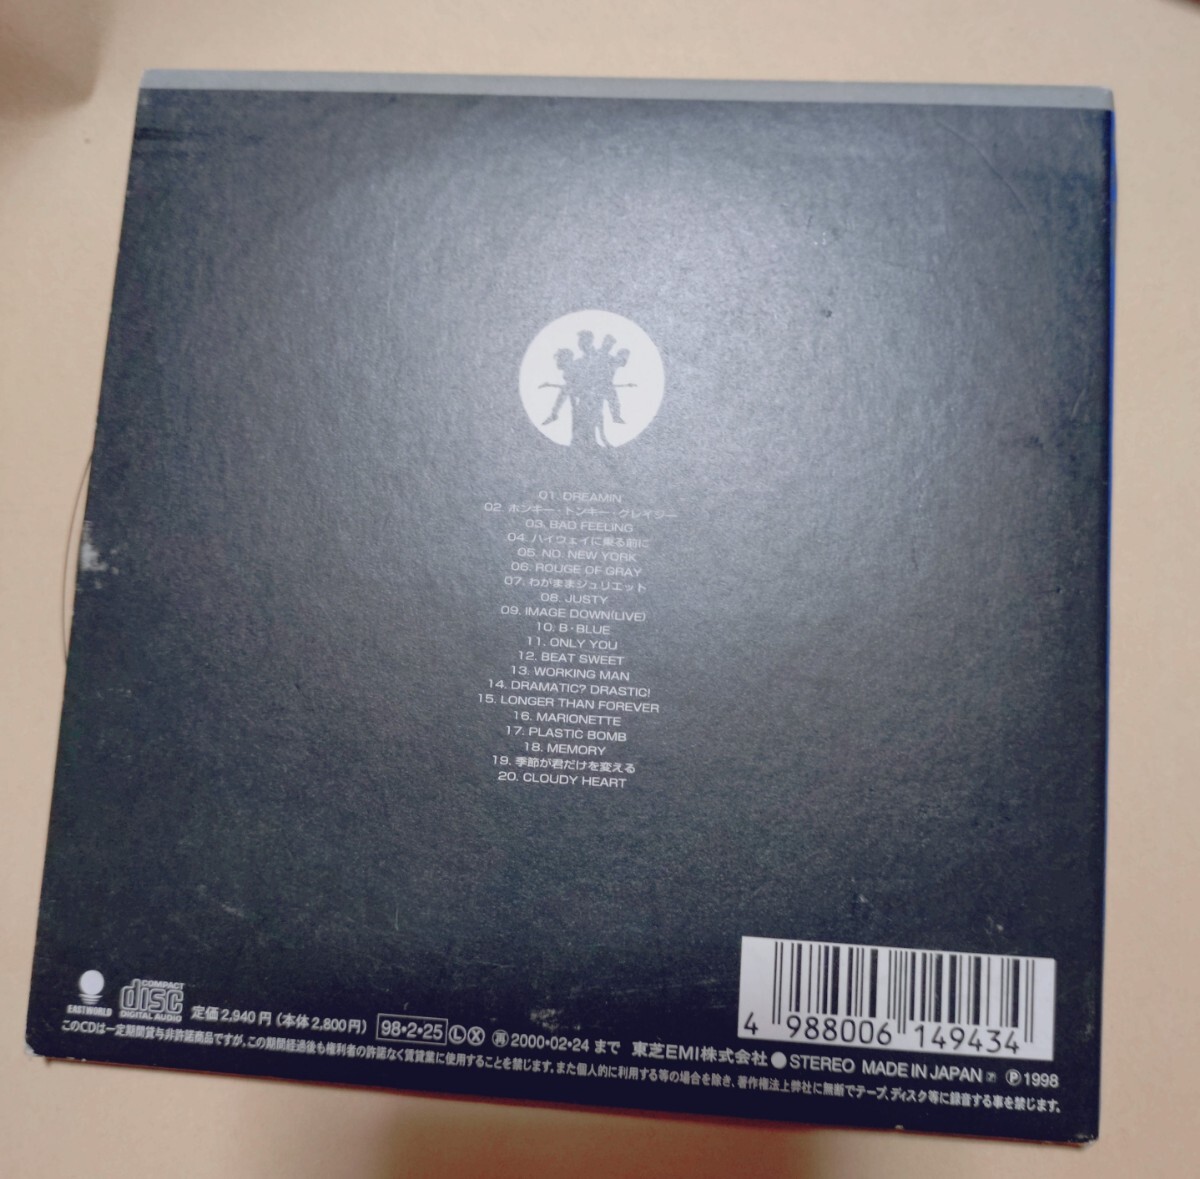 01. DREAMIN
02. ホンキー・トンキー・クレイジー
03. BAD FEELING
04. ハイウェイに乗る前に
05. NO. NEW YORK
06. ROUGE OF GRAY
07. わがままジュリエット
08. JUSTY
09. IMAGE DOWN(LIVE)
10. B・BLUE
11. ONLY YOU
12. BEAT SWEET
13. WORKING MAN
14. DRAMATIC? DRASTIC!
15. LONGER THAN FOREVER
16. MARIONETTE
17. PLASTIC BOMB
18. MEMORY
19. 季節が君だけを変える
20. CLOUDY HEART
4 988006 149434
EASTWORLD
COMPACT disc DIGITAL AUDIO
定価2,940円(本体2,800円) 98・2・25 Ⓛ Ⓧ 再 2000・02・24 まで 東芝EMI株式会社●STEREO MADE IN JAPAN ア Ⓟ1998
このCDは一定期間貸与非許諾商品ですが、この期間経過後も権利者の許諾なく賃貸業に使用することを禁じます。また個人的に利用する等の場合を除き、著作権法上弊社に無断でテープ、ディスク等に録音する事を禁じます。